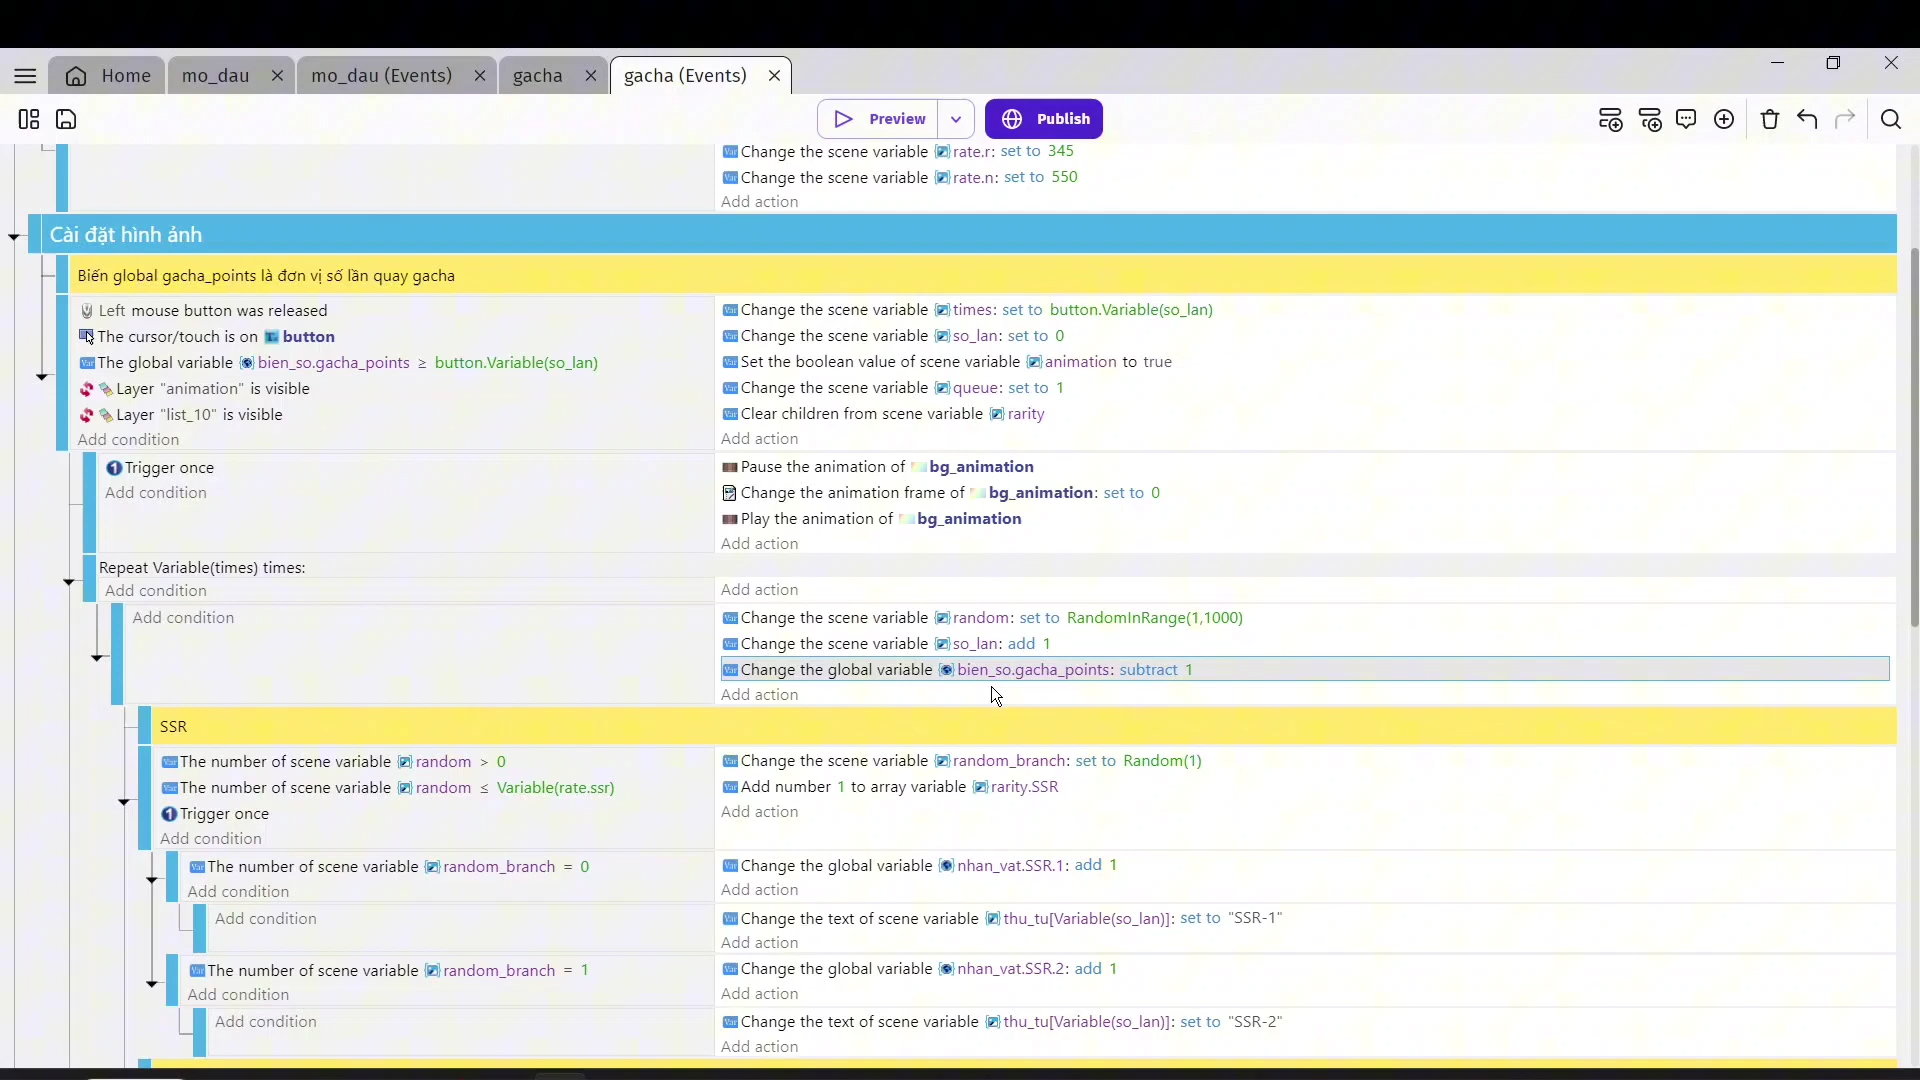 Home
mo_dau
mo_dau (Events)
gacha
gacha (Events)
Preview
Publish
Change the scene variable rate.r: set to 345
Change the scene variable rate.n: set to 550
Add action
Cài đặt hình ảnh
Biến global gacha_points là đơn vị số lần quay gacha
Left mouse button was released
The cursor/touch is on button
The global variable bien_so.gacha_points ≥ button.Variable(so_lan)
Layer "animation" is visible
Layer "list_10" is visible
Add condition
Change the scene variable times: set to button.Variable(so_lan)
Change the scene variable so_lan: set to 0
Set the boolean value of scene variable animation to true
Change the scene variable queue: set to 1
Clear children from scene variable rarity
Add action
Trigger once
Add condition
Pause the animation of bg_animation
Change the animation frame of bg_animation: set to 0
Play the animation of bg_animation
Add action
Repeat Variable(times) times:
Add condition
Add action
Add condition
Change the scene variable random: set to RandomInRange(1,1000)
Change the scene variable so_lan: add 1
Change the global variable bien_so.gacha_points: subtract 1
Add action
SSR
The number of scene variable random > 0
The number of scene variable random ≤ Variable(rate.ssr)
Trigger once
Add condition
Change the scene variable random_branch: set to Random(1)
Add number 1 to array variable rarity.SSR
Add action
The number of scene variable random_branch = 0
Add condition
Change the global variable nhan_vat.SSR.1: add 1
Add action
Add condition
Change the text of scene variable thu_tu[Variable(so_lan)]: set to "SSR-1"
Add action
The number of scene variable random_branch = 1
Add condition
Change the global variable nhan_vat.SSR.2: add 1
Add action
Add condition
Change the text of scene variable thu_tu[Variable(so_lan)]: set to "SSR-2"
Add action